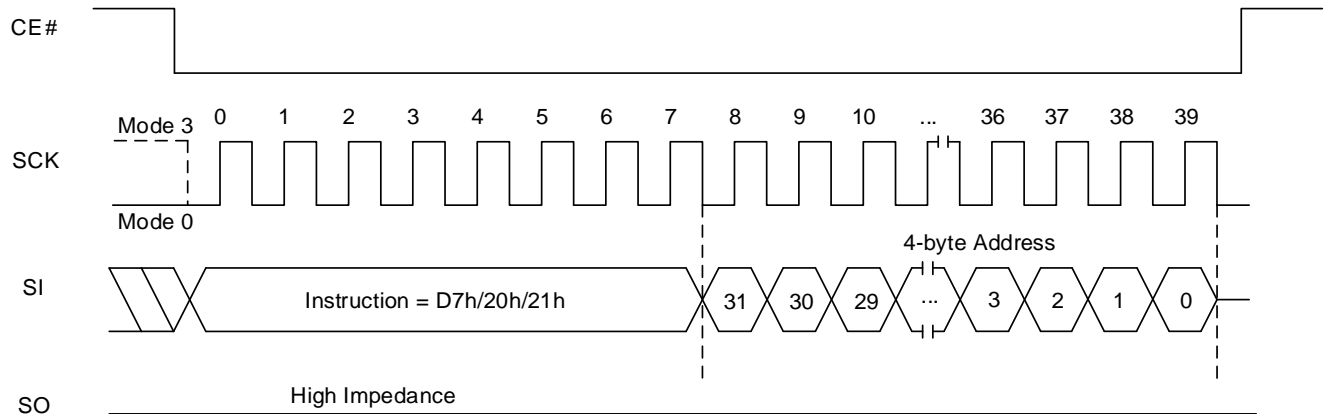 CE#
0 1 2 3 4 5 6 7 8 9 10 ... 36 37 38 39
Mode 3
SCK
Mode 0
4-byte Address
SI
Instruction = D7h/20h/21h 31 30 29 ... 3 2 1 0
High Impedance
SO